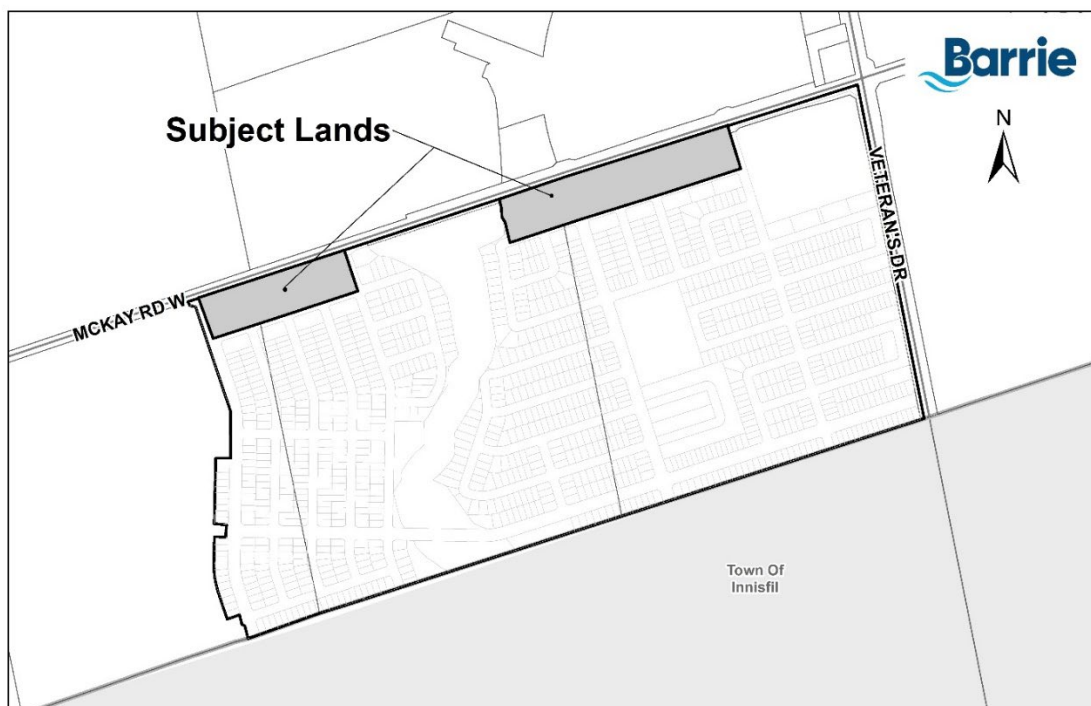 Barrie
N
Subject Lands
VETERAN'S DR
MCKAY RD W
Town Of
Innisfil